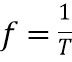 f = 1/T